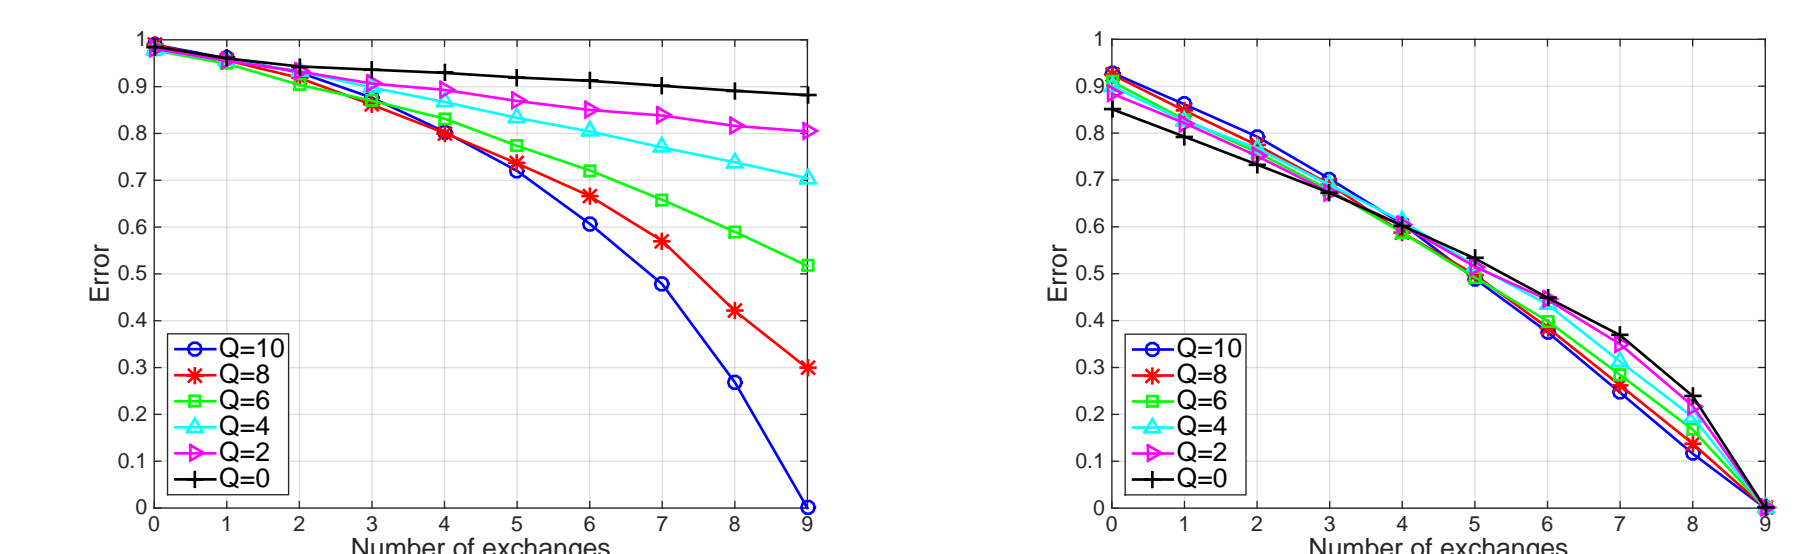 1
0.9
0.8
0.7
0.6
0.5
0.4
0.3
0.2
0.1
0
Error
Q=10
Q=8
Q=6
Q=4
Q=2
Q=0
0 1 2 3 4 5 6 7 8 9
Number of exchanges
1
0.9
0.8
0.7
0.6
0.5
0.4
0.3
0.2
0.1
0
Error
Q=10
Q=8
Q=6
Q=4
Q=2
Q=0
0 1 2 3 4 5 6 7 8 9
Number of exchanges